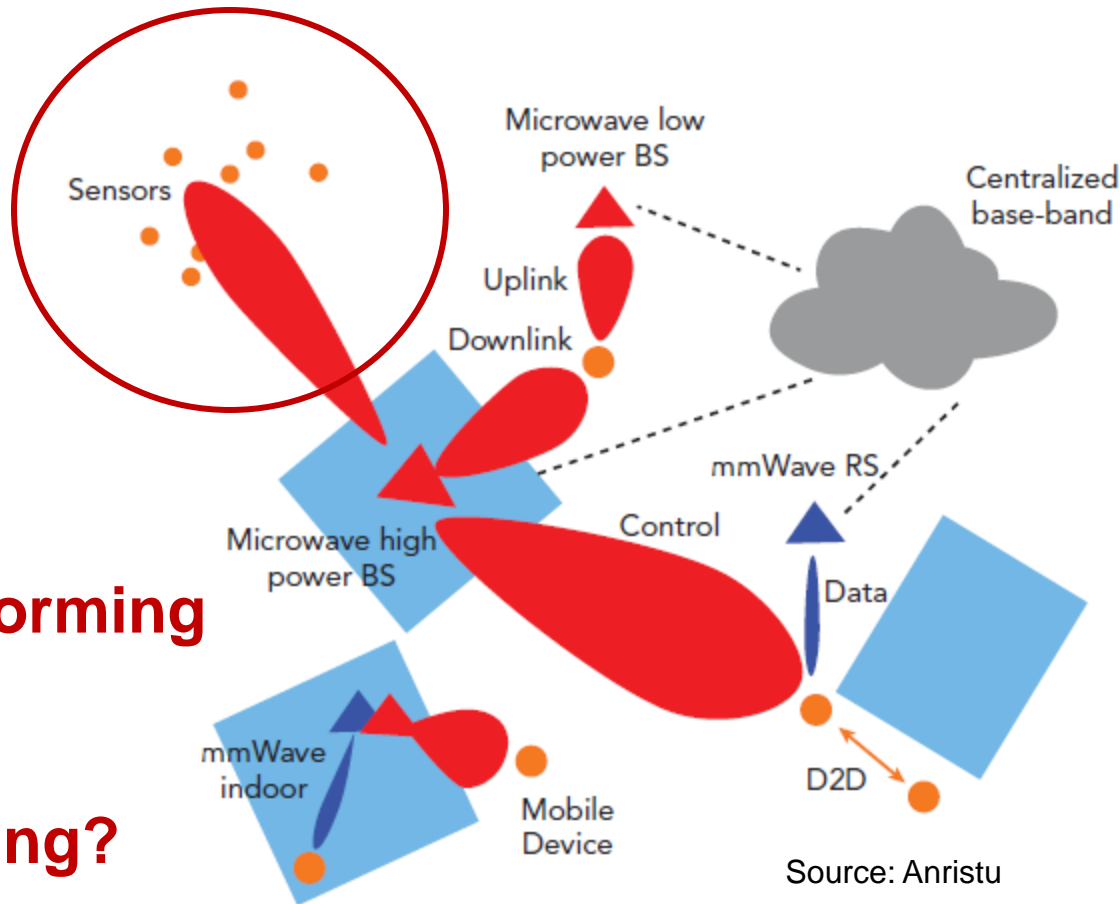 Microwave low
power BS
Centralized
base-band
Sensors
Uplink
Downlink
mmWave RS
Control
Microwave high
power BS
Data
orming
mmWave
indoor
D2D
Mobile
Device
ng?
Source: Anristu